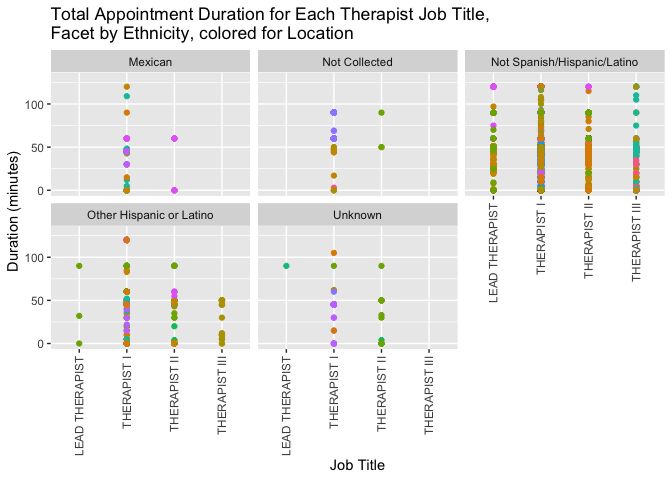 Total Appointment Duration for Each Therapist Job Title,
Facet by Ethnicity, colored for Location
Mexican
Not Collected
Not Spanish/Hispanic/Latino
100
50
0
Other Hispanic or Latino
Unknown
100
50
0
Duration (minutes)
LEAD THERAPIST
THERAPIST I
THERAPIST II
THERAPIST III
LEAD THERAPIST
THERAPIST I
THERAPIST II
THERAPIST III
LEAD THERAPIST
THERAPIST I
THERAPIST II
THERAPIST III
Job Title